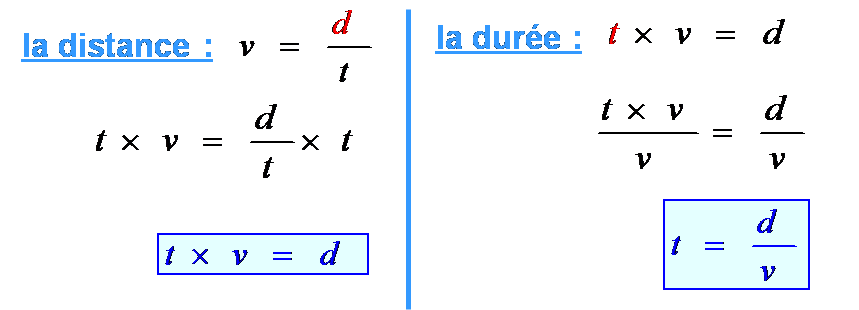 la distance : v = d/t
t × v = d/t × t
t × v = d
la durée : t × v = d
(t × v)/v = d/v
t = d/v